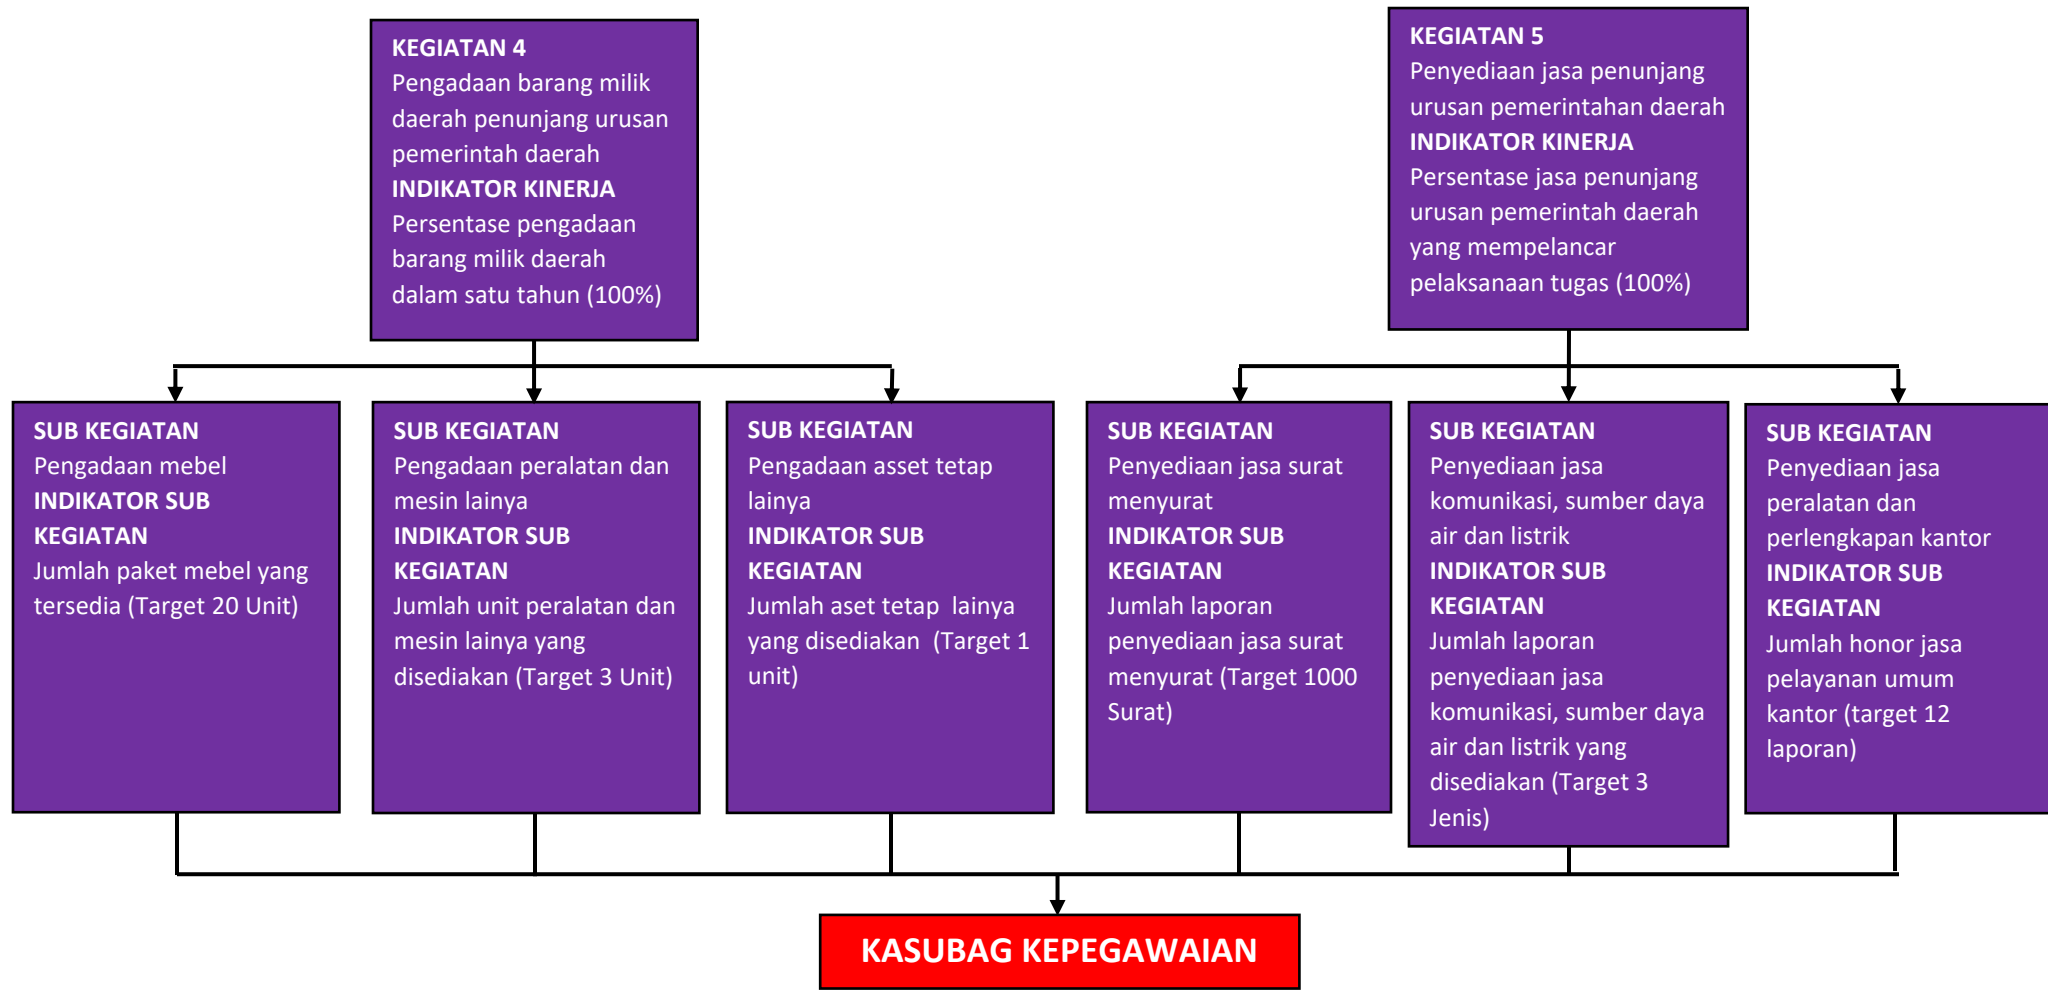 KEGIATAN 4
Pengadaan barang milik
daerah penunjang urusan
pemerintah daerah
INDIKATOR KINERJA
Persentase pengadaan
barang milik daerah
dalam satu tahun (100%)
KEGIATAN 5
Penyediaan jasa penunjang
urusan pemerintahan daerah
INDIKATOR KINERJA
Persentase jasa penunjang
urusan pemerintah daerah
yang mempelancar
pelaksanaan tugas (100%)
SUB KEGIATAN
Pengadaan mebel
INDIKATOR SUB
KEGIATAN
Jumlah paket mebel yang
tersedia (Target 20 Unit)
SUB KEGIATAN
Pengadaan peralatan dan
mesin lainya
INDIKATOR SUB
KEGIATAN
Jumlah unit peralatan dan
mesin lainya yang
disediakan (Target 3 Unit)
SUB KEGIATAN
Pengadaan asset tetap
lainya
INDIKATOR SUB
KEGIATAN
Jumlah aset tetap  lainya
yang disediakan  (Target 1
unit)
SUB KEGIATAN
Penyediaan jasa surat
menyurat
INDIKATOR SUB
KEGIATAN
Jumlah laporan
penyediaan jasa surat
menyurat (Target 1000
Surat)
SUB KEGIATAN
Penyediaan jasa
komunikasi, sumber daya
air dan listrik
INDIKATOR SUB
KEGIATAN
Jumlah laporan
penyediaan jasa
komunikasi, sumber daya
air dan listrik yang
disediakan (Target 3
Jenis)
SUB KEGIATAN
Penyediaan jasa
peralatan dan
perlengkapan kantor
INDIKATOR SUB
KEGIATAN
Jumlah honor jasa
pelayanan umum
kantor (target 12
laporan)
KASUBAG KEPEGAWAIAN